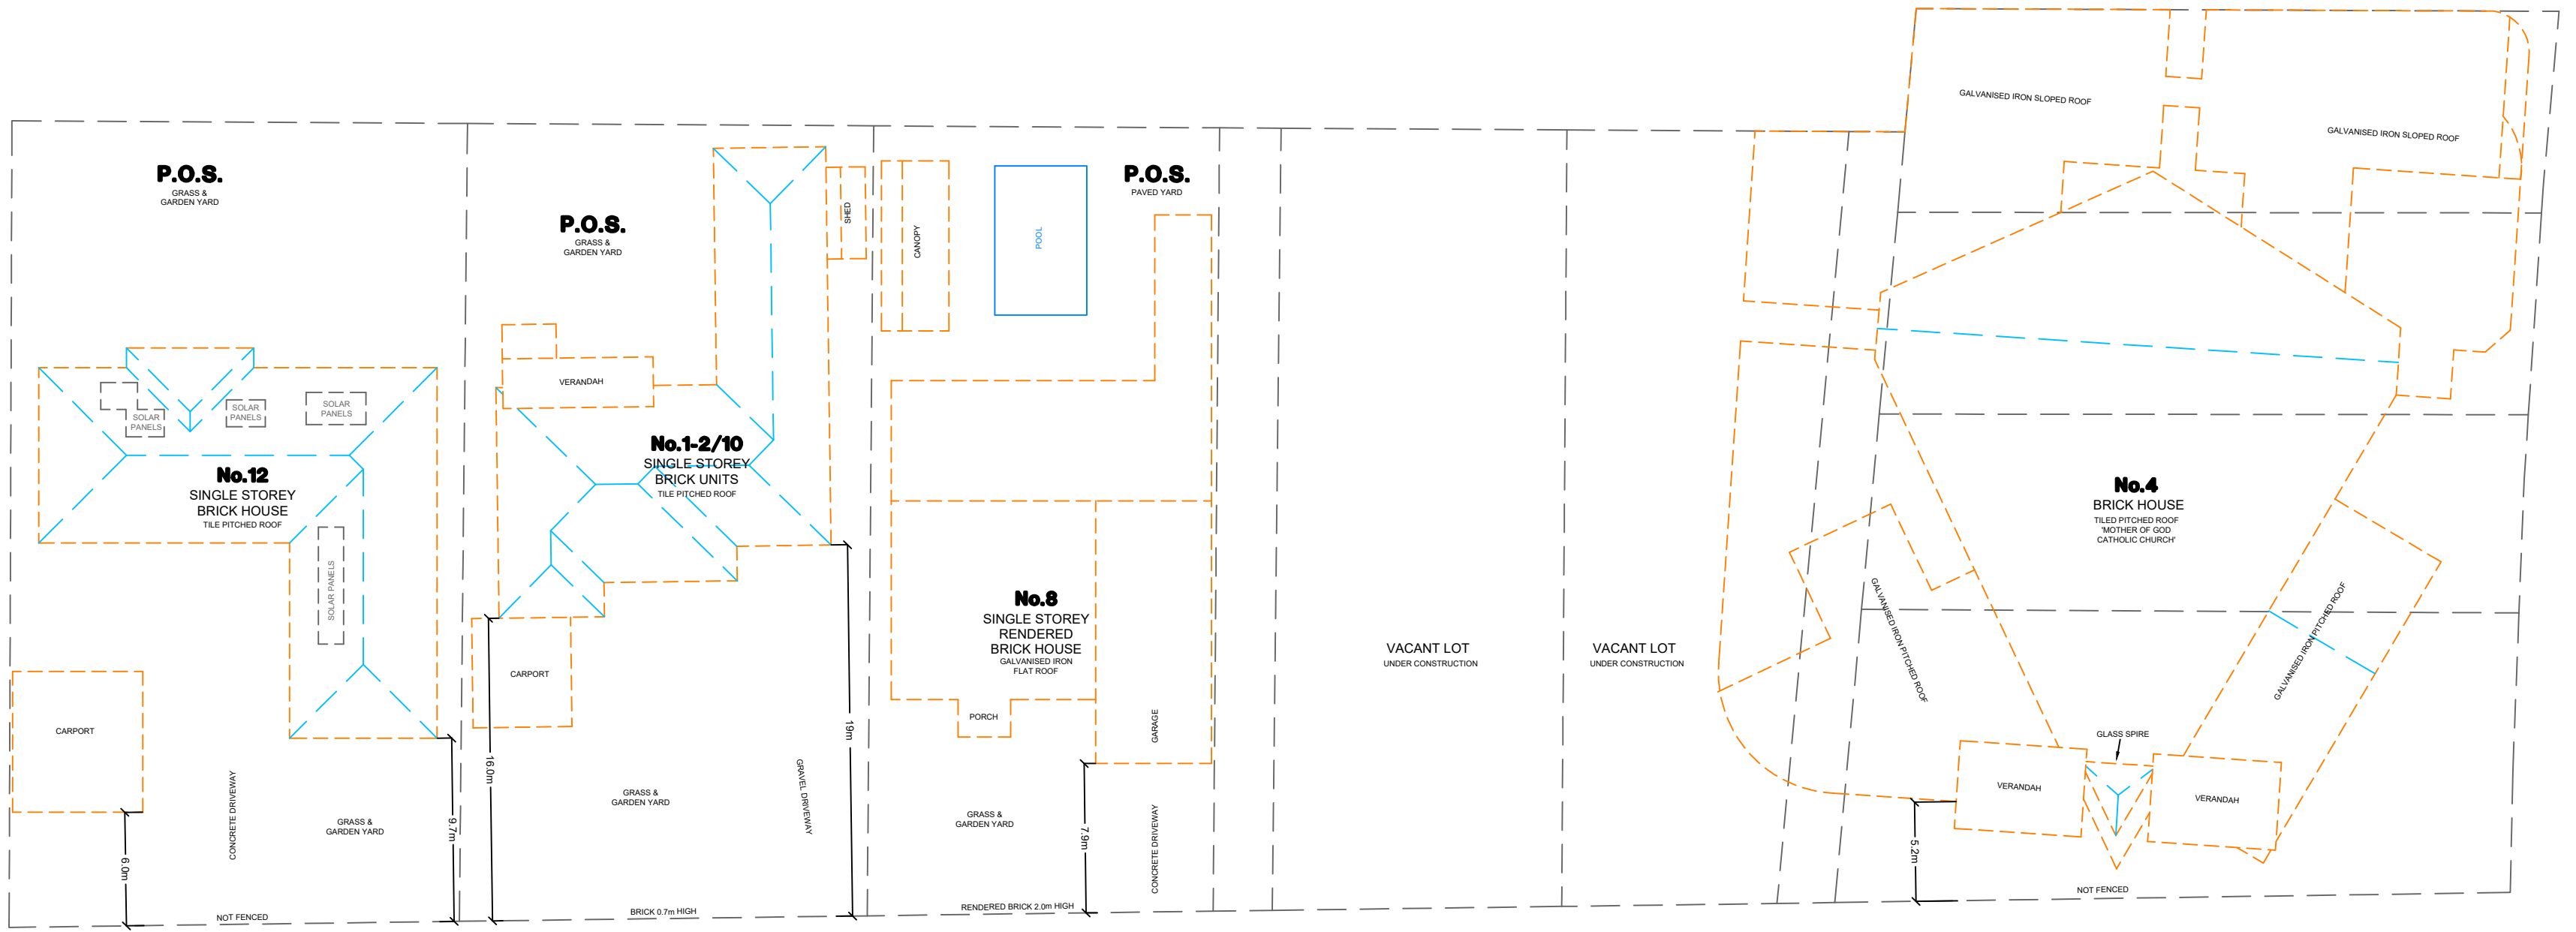 P.O.S.
GRASS &
GARDEN YARD
SOLAR
PANELS
SOLAR
PANELS
SOLAR
PANELS
No.12
SINGLE STOREY
BRICK HOUSE
TILE PITCHED ROOF
SOLAR PANELS
CARPORT
CONCRETE DRIVEWAY
GRASS &
GARDEN YARD
6.0m
9.7m
NOT FENCED
P.O.S.
GRASS &
GARDEN YARD
SHED
VERANDAH
No.1-2/10
SINGLE STOREY
BRICK UNITS
TILE PITCHED ROOF
CARPORT
16.0m
19m
GRASS &
GARDEN YARD
GRAVEL DRIVEWAY
BRICK 0.7m HIGH
CANOPY
POOL
P.O.S.
PAVED YARD
No.8
SINGLE STOREY
RENDERED
BRICK HOUSE
GALVANISED IRON
FLAT ROOF
PORCH
GARAGE
GRASS &
GARDEN YARD
7.9m
CONCRETE DRIVEWAY
RENDERED BRICK 2.0m HIGH
VACANT LOT
UNDER CONSTRUCTION
VACANT LOT
UNDER CONSTRUCTION
GALVANISED IRON SLOPED ROOF
GALVANISED IRON SLOPED ROOF
No.4
BRICK HOUSE
TILED PITCHED ROOF
'MOTHER OF GOD
CATHOLIC CHURCH'
GALVANISED IRON PITCHED ROOF
GALVANISED IRON PITCHED ROOF
GLASS SPIRE
VERANDAH
VERANDAH
5.2m
NOT FENCED